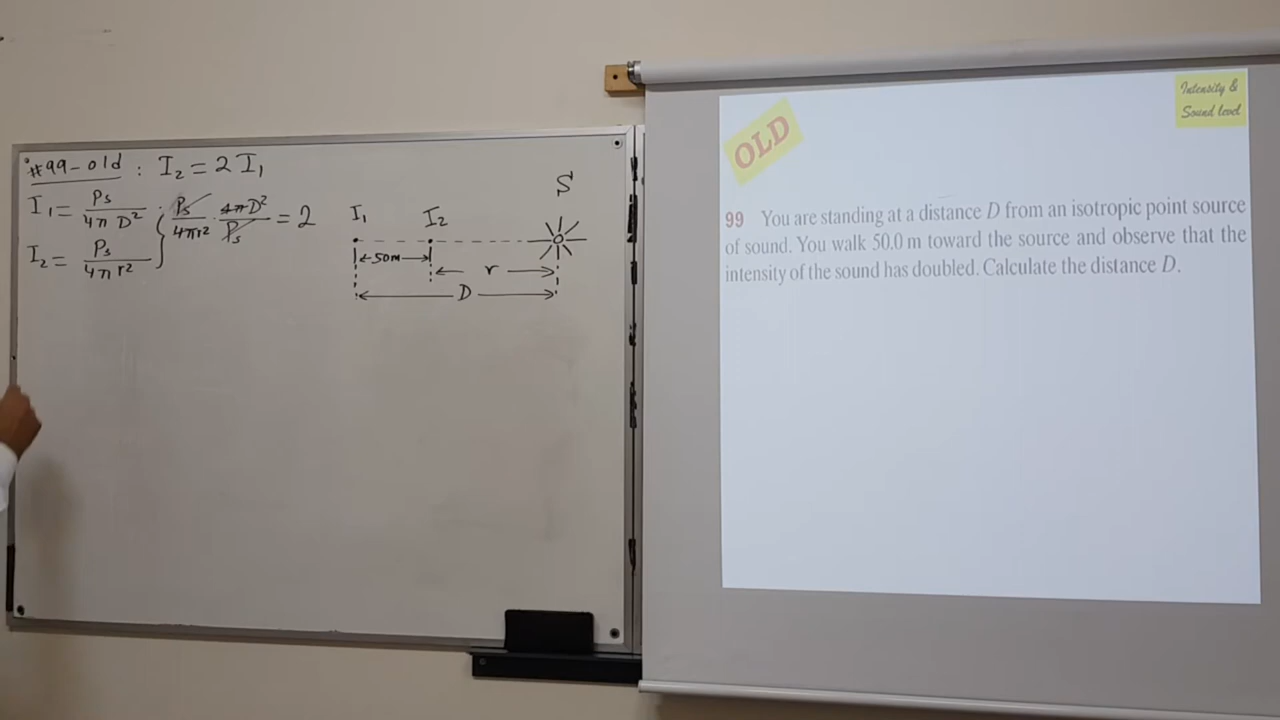 #99-old : I₂ = 2 I₁
I₁ = Ps / 4π D²
I₂ = Ps / 4π r²
Ps / 4πr² · 4πD² / Ps = 2
S
I₁ I₂
50m
r
D
OLD
Intensity &
Sound level
99 You are standing at a distance D from an isotropic point source
of sound. You walk 50.0 m toward the source and observe that the
intensity of the sound has doubled. Calculate the distance D.